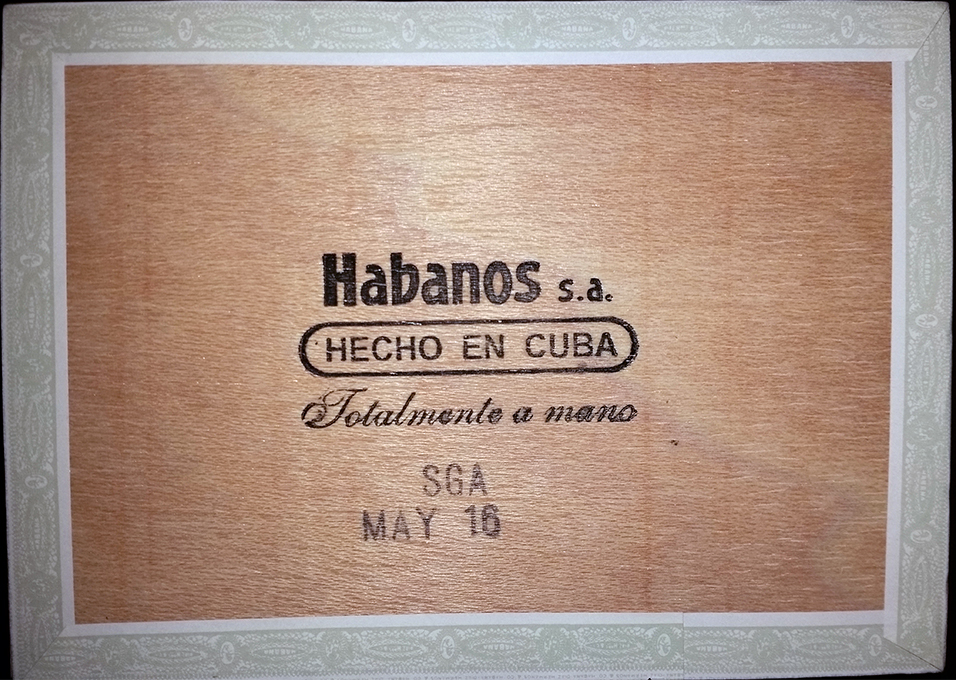 Habanos s.a.
HECHO EN CUBA
Totalmente a mano
SGA
MAY 16